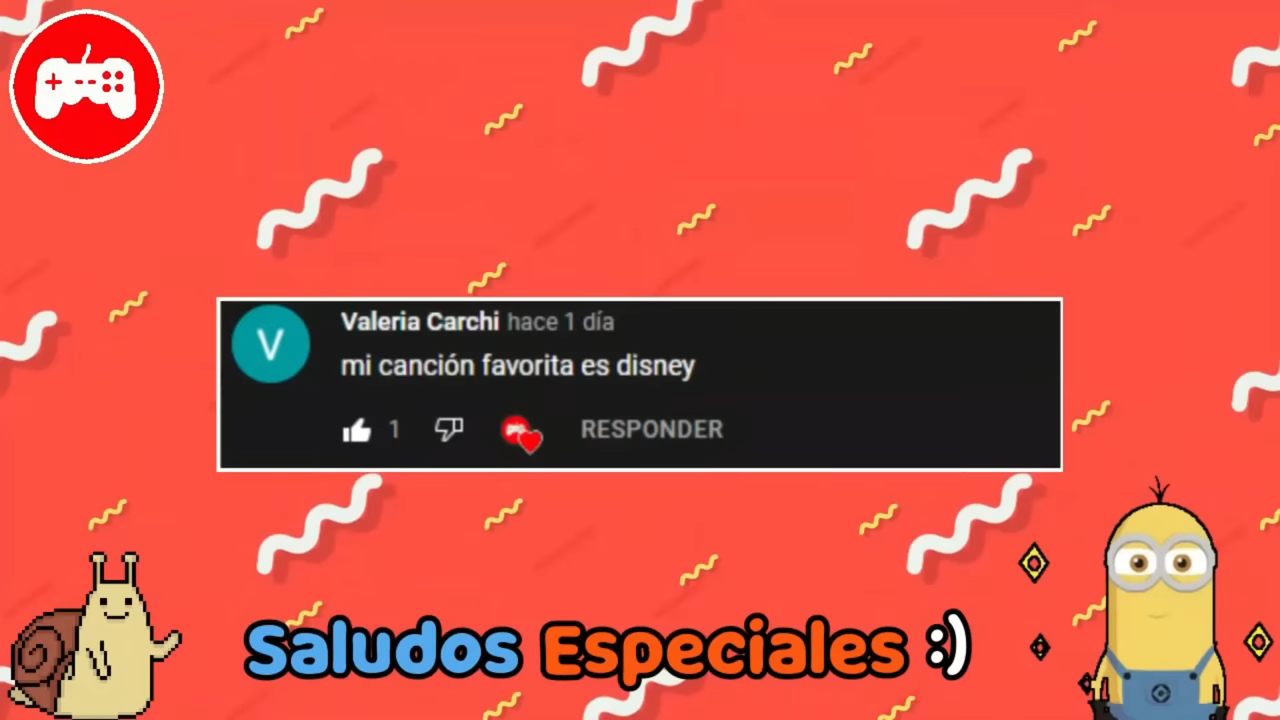 V
Valeria Carchi hace 1 día
mi canción favorita es disney
1 RESPONDER
Saludos Especiales :)